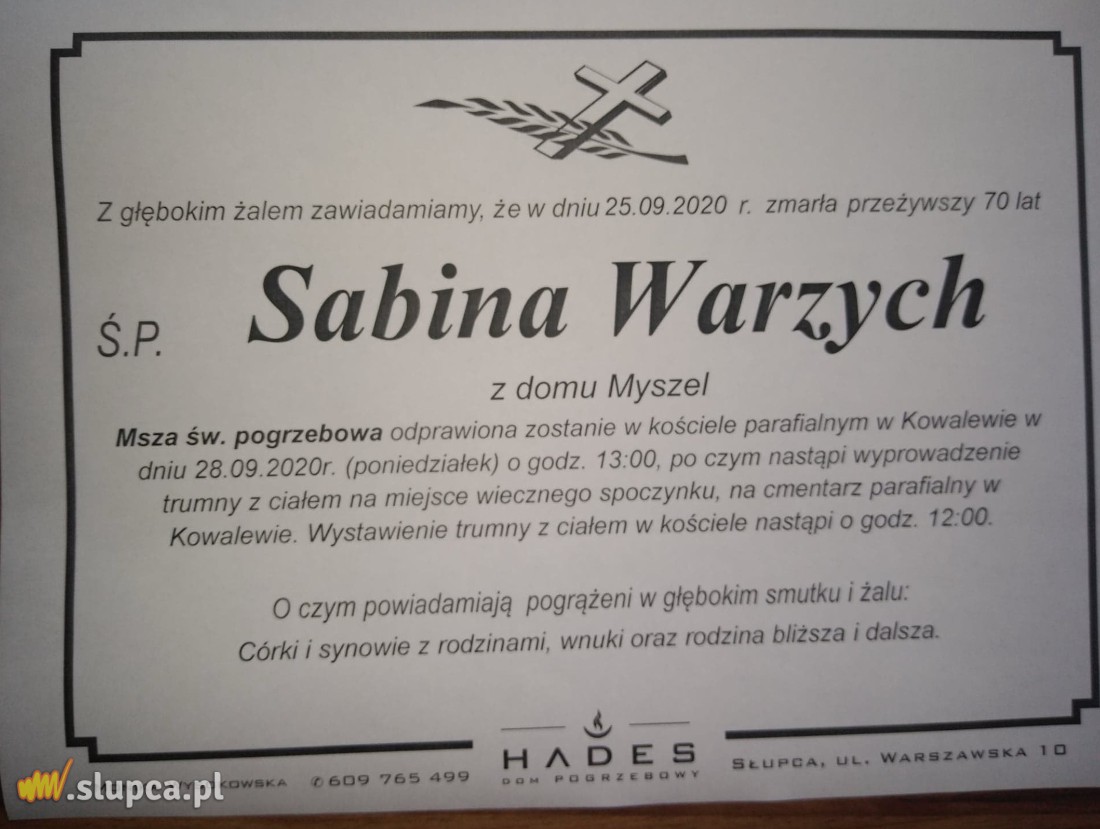 Z głębokim żalem zawiadamiamy, że w dniu 25.09.2020 r. zmarła przeżywszy 70 lat
Ś.P. Sabina Warzych
z domu Myszel
Msza św. pogrzebowa odprawiona zostanie w kościele parafialnym w Kowalewie w
dniu 28.09.2020r. (poniedziałek) o godz. 13:00, po czym nastąpi wyprowadzenie
trumny z ciałem na miejsce wiecznego spoczynku, na cmentarz parafialny w
Kowalewie. Wystawienie trumny z ciałem w kościele nastąpi o godz. 12:00.
O czym powiadamiają pogrążeni w głębokim smutku i żalu:
Córki i synowie z rodzinami, wnuki oraz rodzina bliższa i dalsza.
✆609 765 499
HADES
DOM POGRZEBOWY
SŁUPCA, UL. WARSZAWSKA 10
.slupca.pl